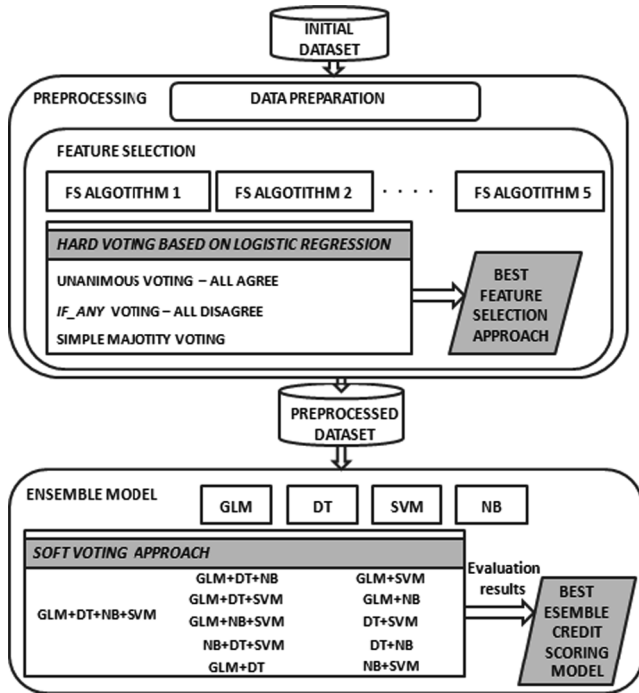 INITIAL
DATASET
PREPROCESSING
DATA PREPARATION
FEATURE SELECTION
FS ALGOTITHM 1
FS ALGOTITHM 2
. . . .
FS ALGOTITHM 5
HARD VOTING BASED ON LOGISTIC REGRESSION
UNANIMOUS VOTING – ALL AGREE
IF_ANY VOTING – ALL DISAGREE
SIMPLE MAJOTITY VOTING
BEST
FEATURE
SELECTION
APPROACH
PREPROCESSED
DATASET
ENSEMBLE MODEL
GLM
DT
SVM
NB
SOFT VOTING APPROACH
GLM+DT+NB+SVM
GLM+DT+NB
GLM+DT+SVM
GLM+NB+SVM
NB+DT+SVM
GLM+DT
GLM+SVM
GLM+NB
DT+SVM
DT+NB
NB+SVM
Evaluation
results
BEST
ESEMBLE
CREDIT
SCORING
MODEL